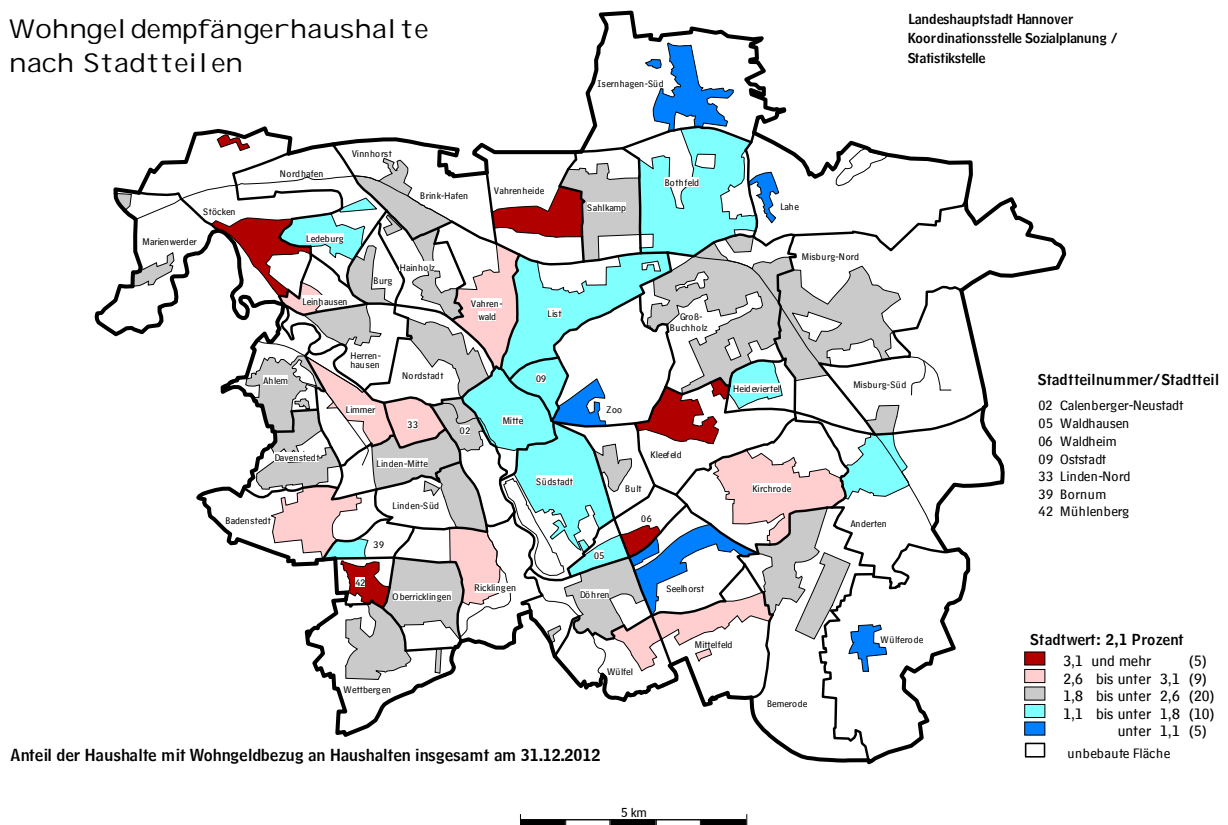 Wohngeldempfängerhaushalte
nach Stadtteilen
Landeshauptstadt Hannover
Koordinationsstelle Sozialplanung /
Statistikstelle
Isernhagen-Süd
Vinnhorst
Nordhafen
Brink-Hafen
Vahrenheide
Sahlkamp
Bothfeld
Lahe
Stöcken
Marienwerder
Ledeburg
Burg
Hainholz
Misburg-Nord
Leinhausen
Vahren-
wald
List
Groß-
Buchholz
Herren-
hausen
Nordstadt
Ahlem
Limmer
33
02
09
Mitte
Zoo
Heideviertel
Misburg-Süd
Davenstedt
Linden-Mitte
Kleefeld
Linden-Süd
Südstadt
Bult
Kirchrode
Badenstedt
39
06
05
Anderten
42
Oberricklingen
Ricklingen
Döhren
Seelhorst
Wettbergen
Wülfel
Mittelfeld
Wülferode
Bemerode
Stadtteilnummer/Stadtteil
02 Calenberger-Neustadt
05 Waldhausen
06 Waldheim
09 Oststadt
33 Linden-Nord
39 Bornum
42 Mühlenberg
Stadtwert: 2,1 Prozent
3,1 und mehr (5)
2,6 bis unter 3,1 (9)
1,8 bis unter 2,6 (20)
1,1 bis unter 1,8 (10)
unter 1,1 (5)
unbebaute Fläche
Anteil der Haushalte mit Wohngeldbezug an Haushalten insgesamt am 31.12.2012
5 km